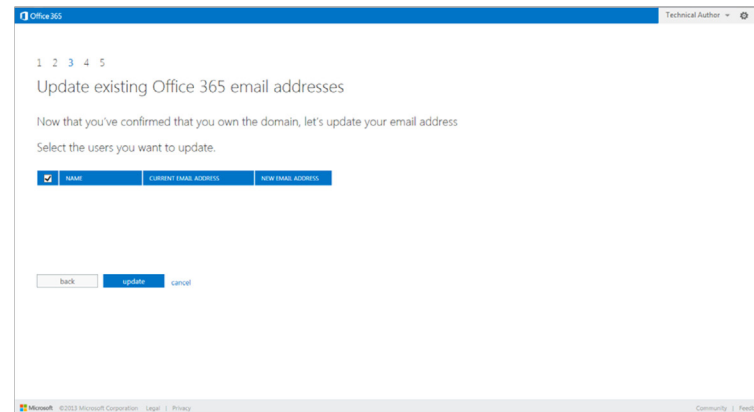 Office 365
Technical Author
1 2 3 4 5
Update existing Office 365 email addresses
Now that you've confirmed that you own the domain, let's update your email address
Select the users you want to update.
NAME CURRENT EMAIL ADDRESS NEW EMAIL ADDRESS
back update cancel
Microsoft ©2013 Microsoft Corporation Legal | Privacy Community |